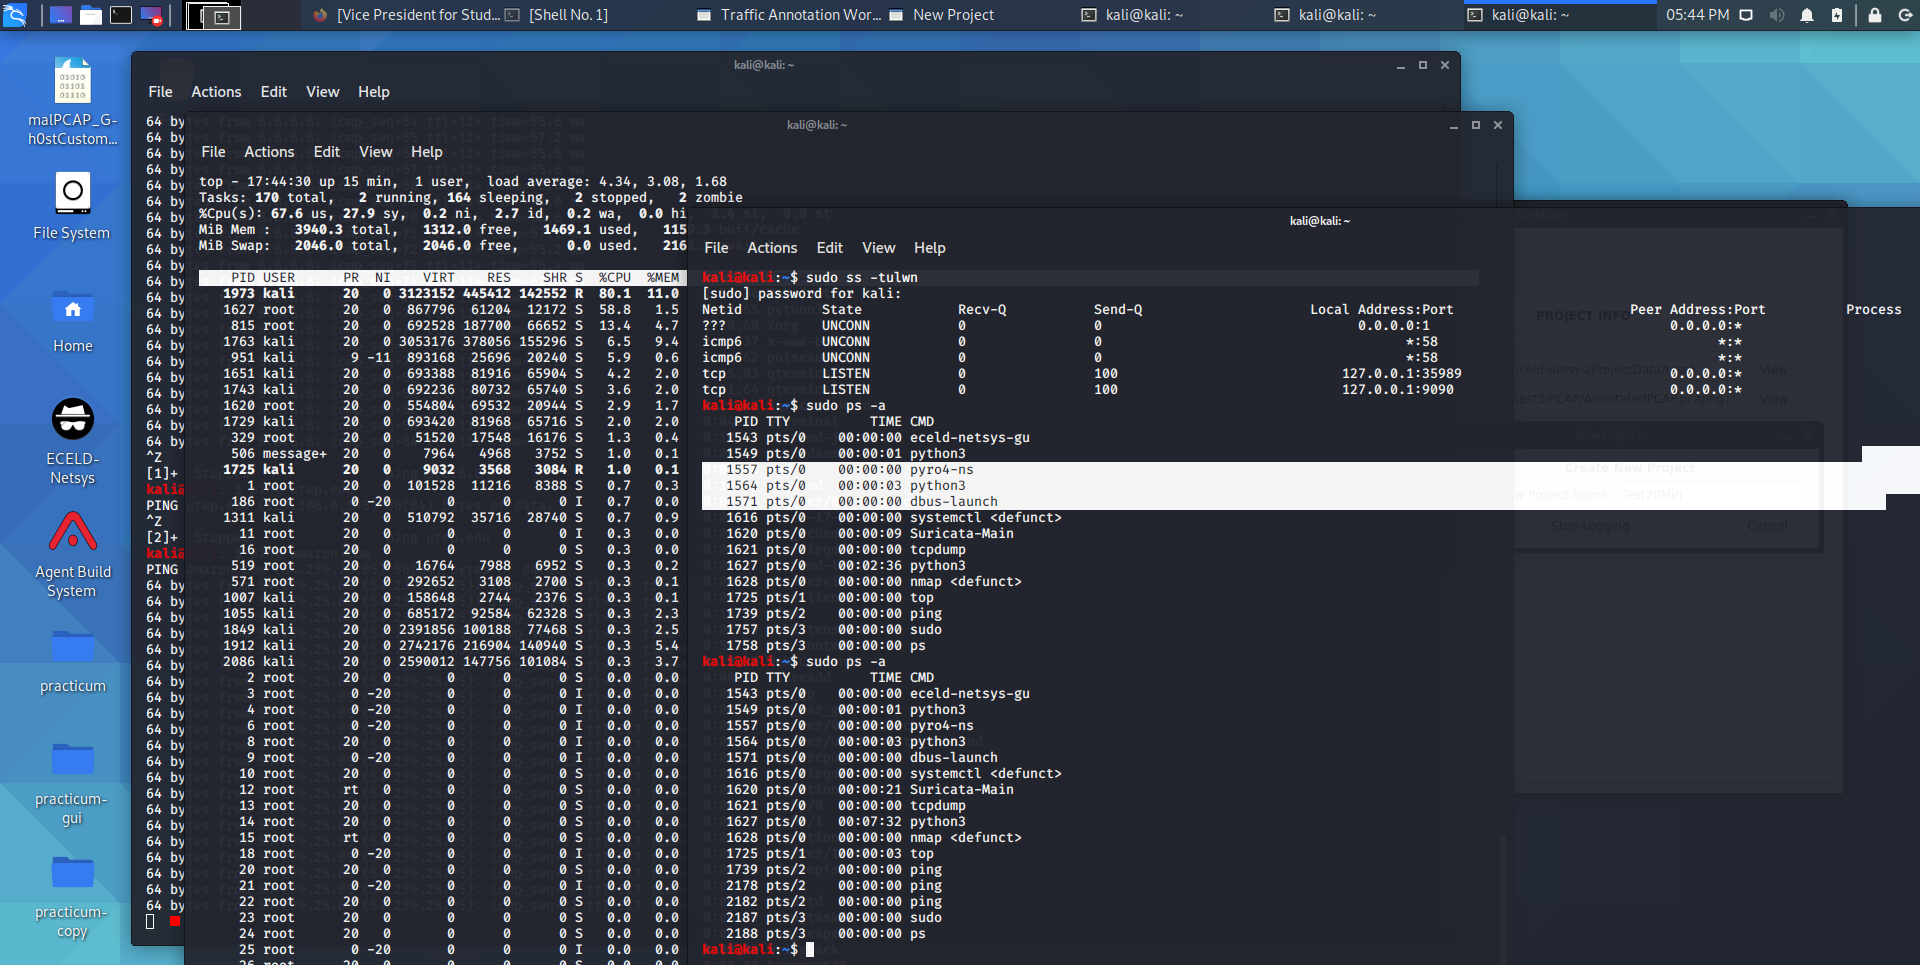 [Vice President for Stud...
[Shell No. 1]
Traffic Annotation Wor...
New Project
kali@kali: ~
kali@kali: ~
kali@kali: ~
05:44 PM
malPCAP_G-
h0stCustom...
File System
Home
ECELD-
Netsys
Agent Build
System
practicum
practicum-
gui
practicum-
copy
kali@kali: ~
File Actions Edit View Help
64 bytes from 8.8.8.8: icmp_seq=64 ttl=114 time=55.6 ms
kali@kali: ~
File Actions Edit View Help
top - 17:44:30 up 15 min, 1 user, load average: 4.34, 3.08, 1.68
Tasks: 170 total, 2 running, 164 sleeping, 2 stopped, 2 zombie
%Cpu(s): 67.6 us, 27.9 sy, 0.2 ni, 2.7 id, 0.2 wa, 0.0 hi, 1.4 si, 0.0 st
MiB Mem : 3940.3 total, 1312.0 free, 1469.1 used, 1159.3 buff/cache
MiB Swap: 2046.0 total, 2046.0 free, 0.0 used. 216
PID USER PR NI VIRT RES SHR S %CPU %MEM
1973 kali 20 0 3123152 445412 142552 R 80.1 11.0
1627 root 20 0 867796 61204 12172 S 58.8 1.5
815 root 20 0 692528 187700 66652 S 13.4 4.7
1763 kali 20 0 3053176 378056 155296 S 6.5 9.4
951 kali 9 -11 893168 25696 20240 S 5.9 0.6
1651 kali 20 0 693388 81916 65904 S 4.2 2.0
1743 kali 20 0 692236 80732 65740 S 3.6 2.0
1620 root 20 0 554804 69532 20944 S 2.9 1.7
1729 kali 20 0 693420 81968 65716 S 2.0 2.0
329 root 20 0 51520 17548 16176 S 1.3 0.4
506 message+ 20 0 7964 4968 3752 S 1.0 0.1
1725 kali 20 0 9032 3568 3084 R 1.0 0.1
1 root 20 0 101528 11216 8388 S 0.7 0.3
186 root 0 -20 0 0 0 I 0.7 0.0
1311 kali 20 0 510792 35716 28740 S 0.7 0.9
11 root 20 0 0 0 0 I 0.3 0.0
16 root 20 0 0 0 0 S 0.3 0.0
519 root 20 0 16764 7988 6952 S 0.3 0.2
571 root 20 0 292652 3108 2700 S 0.3 0.1
1007 kali 20 0 158648 2744 2376 S 0.3 0.1
1055 kali 20 0 685172 92584 62328 S 0.3 2.3
1849 kali 20 0 2391856 100188 77468 S 0.3 2.5
1912 kali 20 0 2742176 216904 140940 S 0.3 5.4
2086 kali 20 0 2590012 147756 101084 S 0.3 3.7
2 root 20 0 0 0 0 S 0.0 0.0
3 root 0 -20 0 0 0 I 0.0 0.0
4 root 0 -20 0 0 0 I 0.0 0.0
6 root 0 -20 0 0 0 I 0.0 0.0
8 root 20 0 0 0 0 I 0.0 0.0
9 root 0 -20 0 0 0 I 0.0 0.0
10 root 20 0 0 0 0 S 0.0 0.0
12 root rt 0 0 0 0 S 0.0 0.0
13 root 20 0 0 0 0 S 0.0 0.0
14 root 20 0 0 0 0 S 0.0 0.0
15 root rt 0 0 0 0 S 0.0 0.0
18 root 0 -20 0 0 0 I 0.0 0.0
20 root 20 0 0 0 0 S 0.0 0.0
21 root 0 -20 0 0 0 I 0.0 0.0
22 root 20 0 0 0 0 S 0.0 0.0
23 root 20 0 0 0 0 S 0.0 0.0
24 root 20 0 0 0 0 S 0.0 0.0
25 root 0 -20 0 0 0 I 0.0 0.0
^Z
[1]+
PING
^Z
[2]+
PING
kali@kali: ~
File Actions Edit View Help
kali@kali:~$ sudo ss -tulwn
[sudo] password for kali:
Netid State Recv-Q Send-Q Local Address:Port Peer Address:Port Process
??? UNCONN 0 0 0.0.0.0:1 0.0.0.0:*
icmp6 UNCONN 0 0 *:58 *:*
icmp6 UNCONN 0 0 *:58 *:*
tcp LISTEN 0 100 127.0.0.1:35989 0.0.0.0:*
tcp LISTEN 0 100 127.0.0.1:9090 0.0.0.0:*
kali@kali:~$ sudo ps -a
PID TTY TIME CMD
1543 pts/0 00:00:00 eceld-netsys-gu
1549 pts/0 00:00:01 python3
1557 pts/0 00:00:00 pyro4-ns
1564 pts/0 00:00:03 python3
1571 pts/0 00:00:00 dbus-launch
1616 pts/0 00:00:00 systemctl <defunct>
1620 pts/0 00:00:09 Suricata-Main
1621 pts/0 00:00:00 tcpdump
1627 pts/0 00:02:36 python3
1628 pts/0 00:00:00 nmap <defunct>
1725 pts/1 00:00:00 top
1739 pts/2 00:00:00 ping
1757 pts/3 00:00:00 sudo
1758 pts/3 00:00:00 ps
kali@kali:~$ sudo ps -a
PID TTY TIME CMD
1543 pts/0 00:00:00 eceld-netsys-gu
1549 pts/0 00:00:01 python3
1557 pts/0 00:00:00 pyro4-ns
1564 pts/0 00:00:03 python3
1571 pts/0 00:00:00 dbus-launch
1616 pts/0 00:00:00 systemctl <defunct>
1620 pts/0 00:00:21 Suricata-Main
1621 pts/0 00:00:00 tcpdump
1627 pts/0 00:07:32 python3
1628 pts/0 00:00:00 nmap <defunct>
1725 pts/1 00:00:03 top
1739 pts/2 00:00:00 ping
2178 pts/2 00:00:00 ping
2182 pts/2 00:00:00 ping
2187 pts/3 00:00:00 sudo
2188 pts/3 00:00:00 ps
kali@kali:~$
PROJECT INFO
View
View
Create New Project
Test20Min
Stop Logging
Cancel